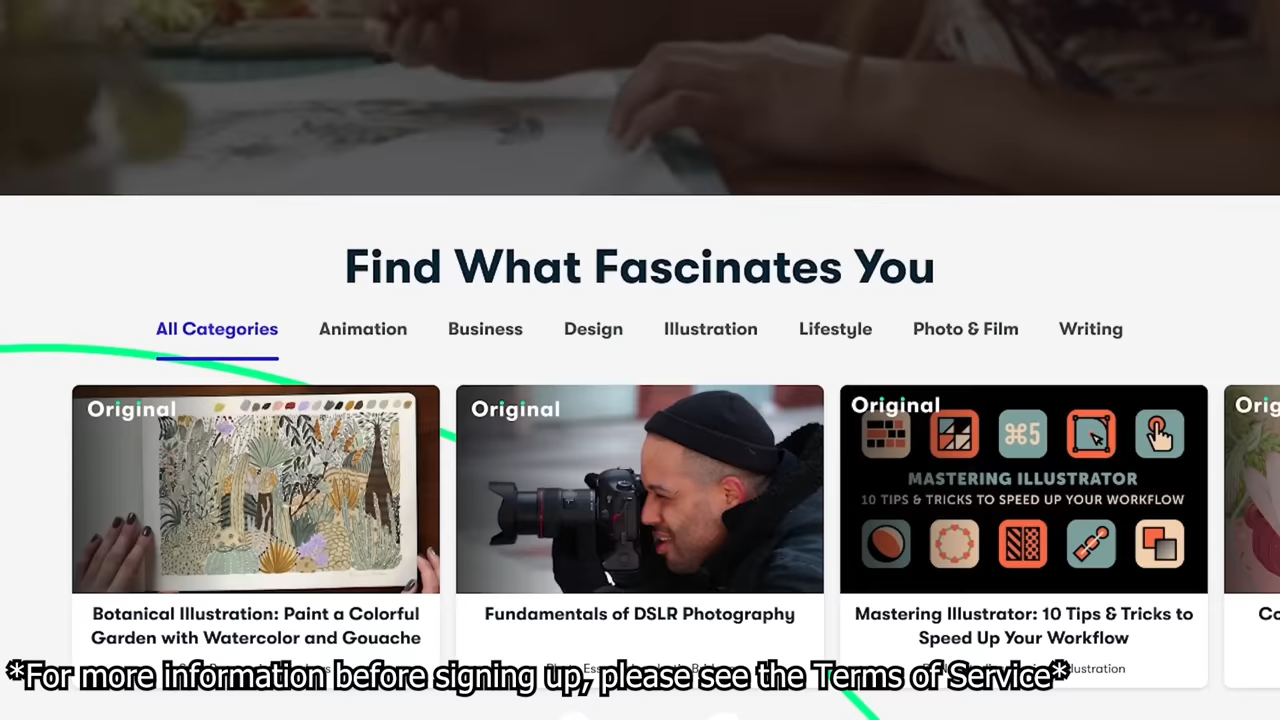 Find What Fascinates You
All Categories Animation Business Design Illustration Lifestyle Photo & Film Writing
Original
Original
Original
⌘5
MASTERING ILLUSTRATOR
10 TIPS & TRICKS TO SPEED UP YOUR WORKFLOW
Botanical Illustration: Paint a Colorful
Garden with Watercolor and Gouache
Fundamentals of DSLR Photography
Mastering Illustrator: 10 Tips & Tricks to
Speed Up Your Workflow
*For more information before signing up, please see the Terms of Service*